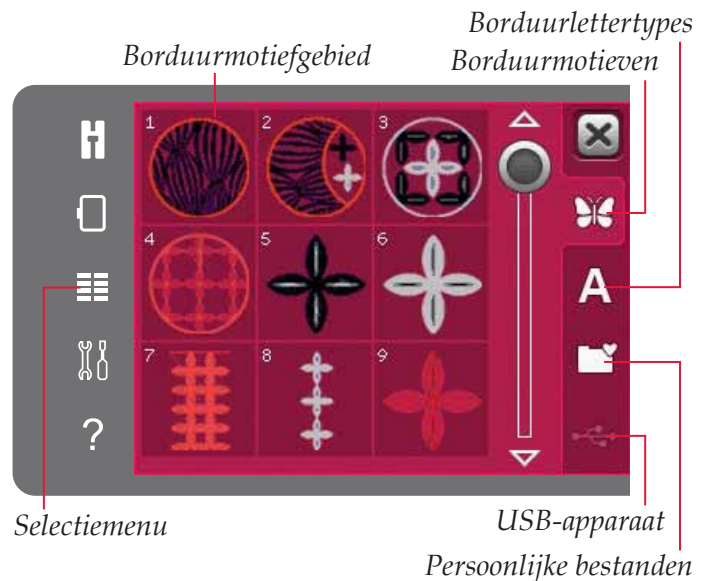 Borduurlettertypes
Borduurmotiefgebied
Borduurmotieven
1 2 3
4 5 6
A
7 8 9
?
Selectiemenu
USB-apparaat
Persoonlijke bestanden